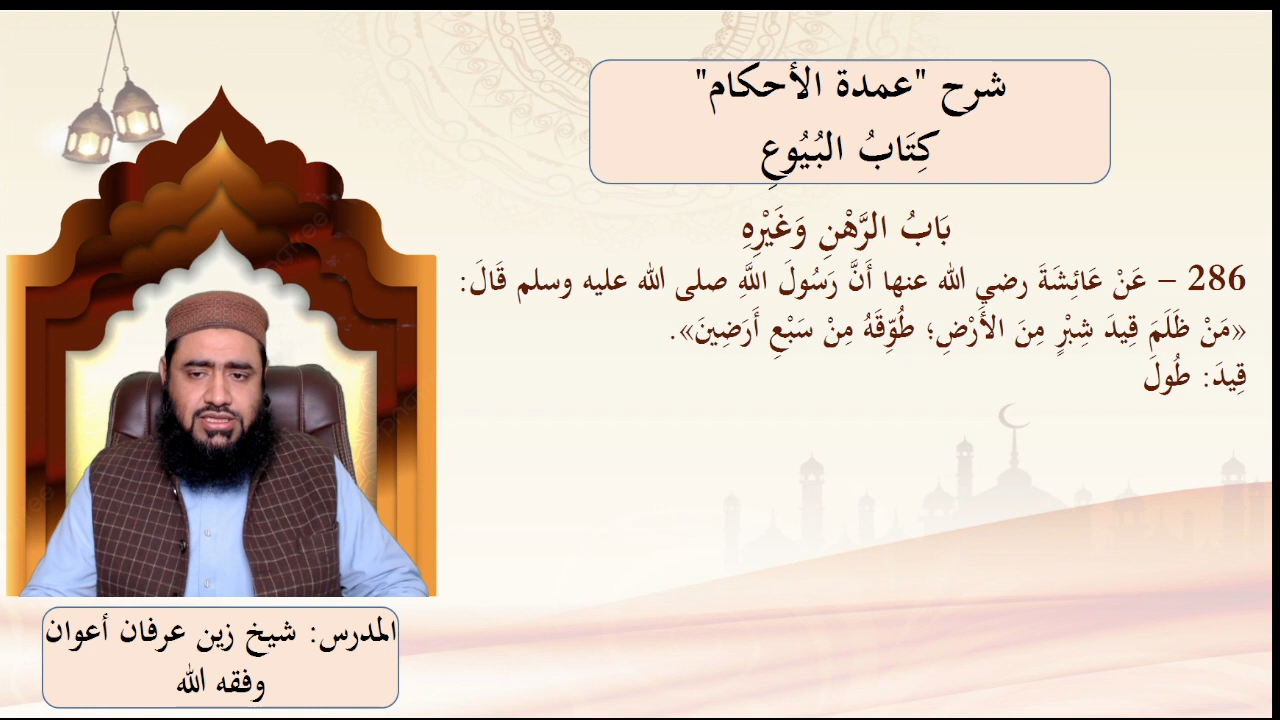 شرح "عمدة الأحكام"
كِتَابُ البُيُوعِ
بَابُ الرَّهْنِ وَغَيْرِهِ
286 – عَنْ عَائِشَةَ رضي الله عنها أَنَّ رَسُولَ اللَّهِ صلى الله عليه وسلم قَالَ:
«مَنْ ظَلَمَ قِيدَ شِبْرٍ مِنَ الأَرْضِ؛ طُوِّقَهُ مِنْ سَبْعِ أَرَضِينَ».
قِيدَ: طُولَ
المدرس: شيخ زين عرفان أعوان
وفقه الله